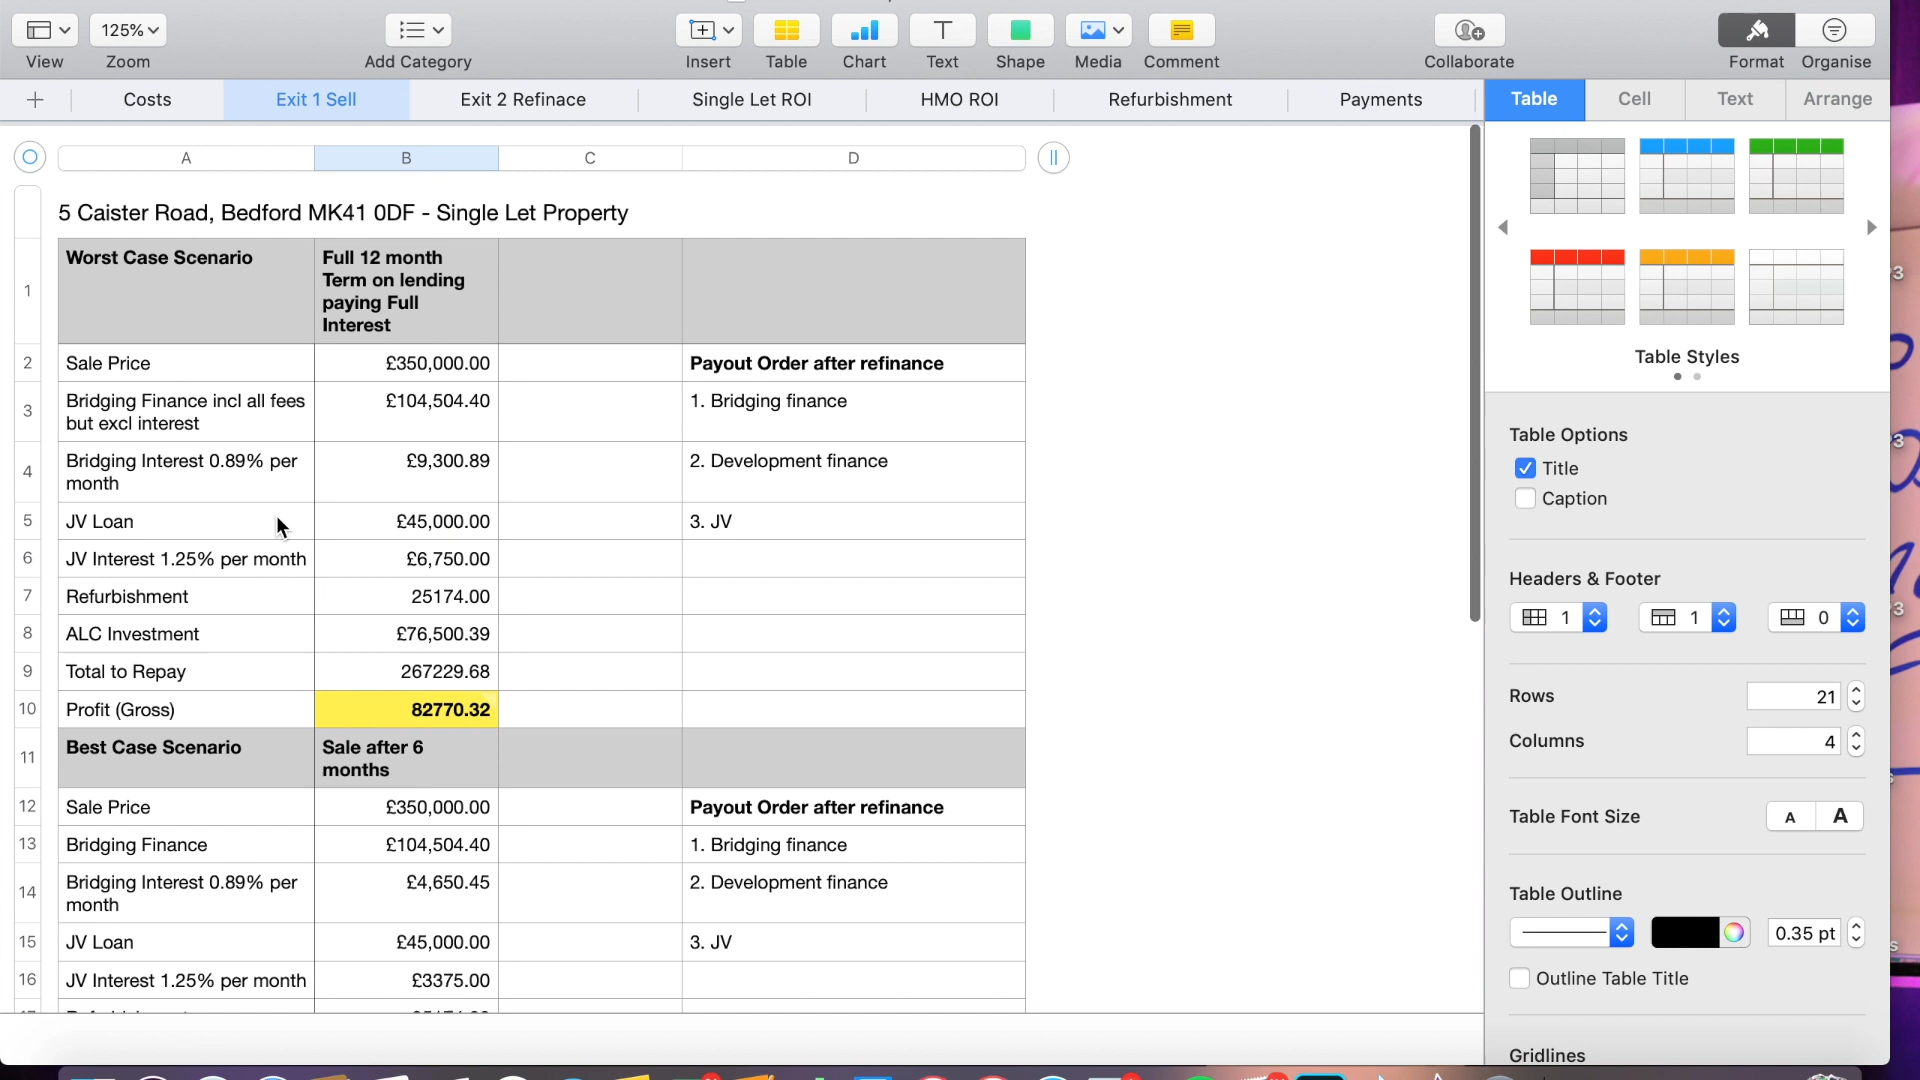 125%
View
Zoom
Add Category
Insert
Table
Chart
Text
Shape
Media
Comment
Collaborate
Format
Organise
Costs
Exit 1 Sell
Exit 2 Refinace
Single Let ROI
HMO ROI
Refurbishment
Payments
Table
Cell
Text
Arrange
A
B
C
D
5 Caister Road, Bedford MK41 0DF - Single Let Property
1
Worst Case Scenario
Full 12 month
Term on lending
paying Full
Interest
2
Sale Price
£350,000.00
Payout Order after refinance
3
Bridging Finance incl all fees
but excl interest
£104,504.40
1. Bridging finance
4
Bridging Interest 0.89% per
month
£9,300.89
2. Development finance
5
JV Loan
£45,000.00
3. JV
6
JV Interest 1.25% per month
£6,750.00
7
Refurbishment
25174.00
8
ALC Investment
£76,500.39
9
Total to Repay
267229.68
10
Profit (Gross)
82770.32
11
Best Case Scenario
Sale after 6
months
12
Sale Price
£350,000.00
Payout Order after refinance
13
Bridging Finance
£104,504.40
1. Bridging finance
14
Bridging Interest 0.89% per
month
£4,650.45
2. Development finance
15
JV Loan
£45,000.00
3. JV
16
JV Interest 1.25% per month
£3375.00
Table Styles
Table Options
Title
Caption
Headers & Footer
1
1
0
Rows
21
Columns
4
Table Font Size
A
A
Table Outline
0.35 pt
Outline Table Title
Gridlines